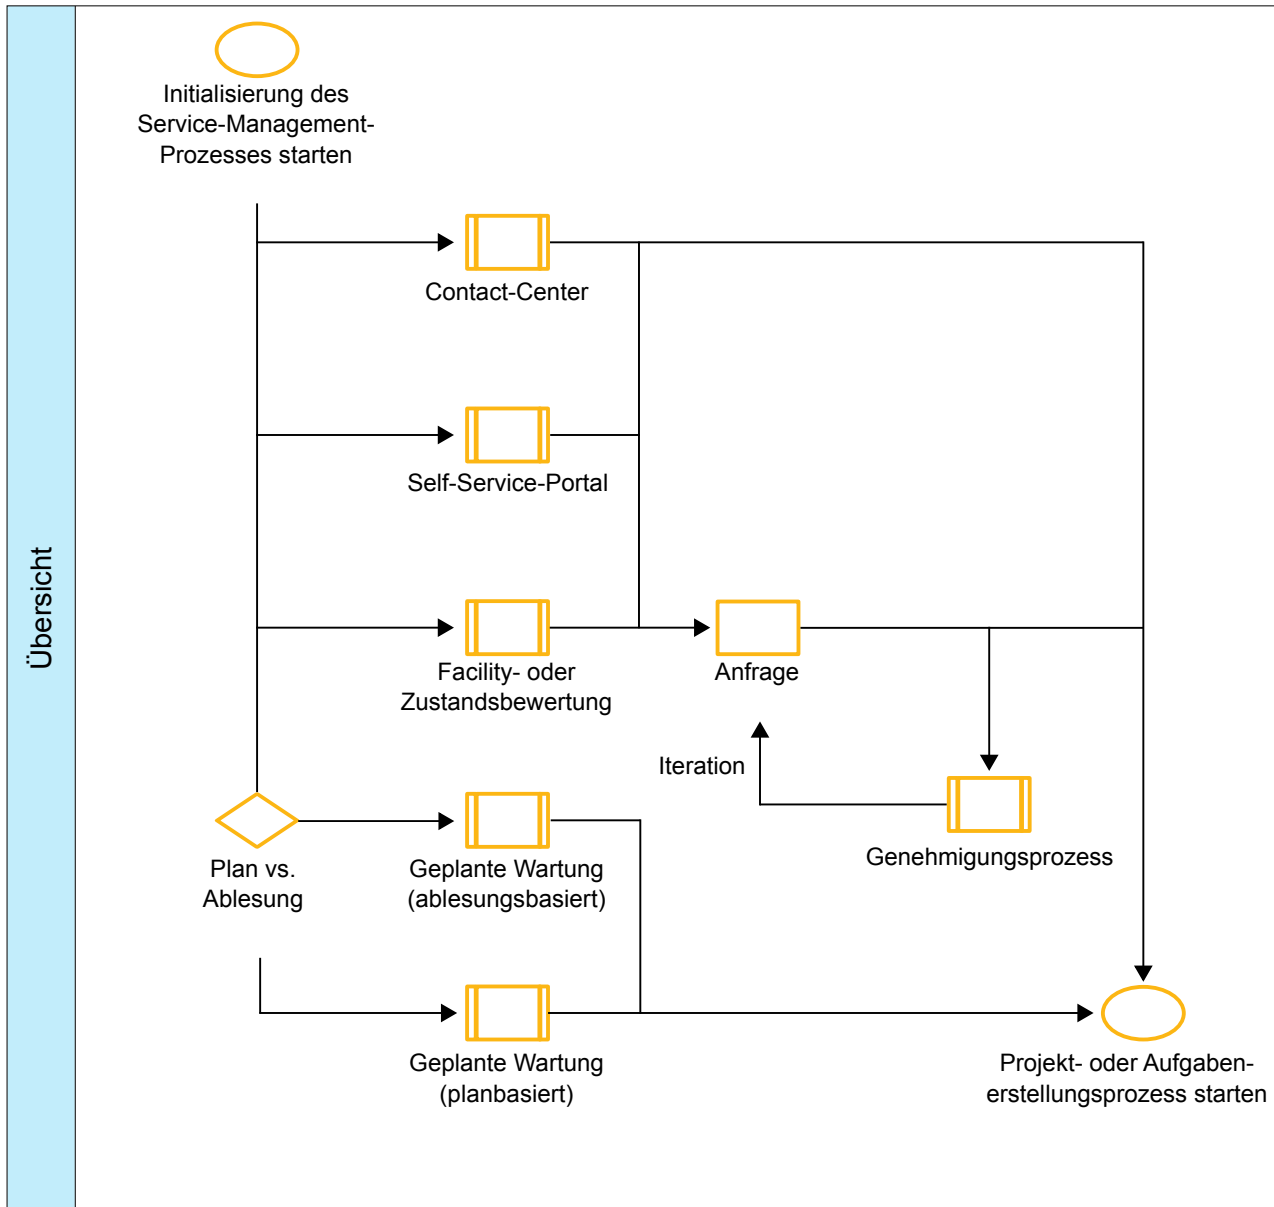 Übersicht
Initialisierung des
Service-Management-
Prozesses starten
Contact-Center
Self-Service-Portal
Facility- oder
Zustandsbewertung
Anfrage
Iteration
Genehmigungsprozess
Plan vs.
Ablesung
Geplante Wartung
(ablesungsbasiert)
Geplante Wartung
(planbasiert)
Projekt- oder Aufgaben-
erstellungsprozess starten